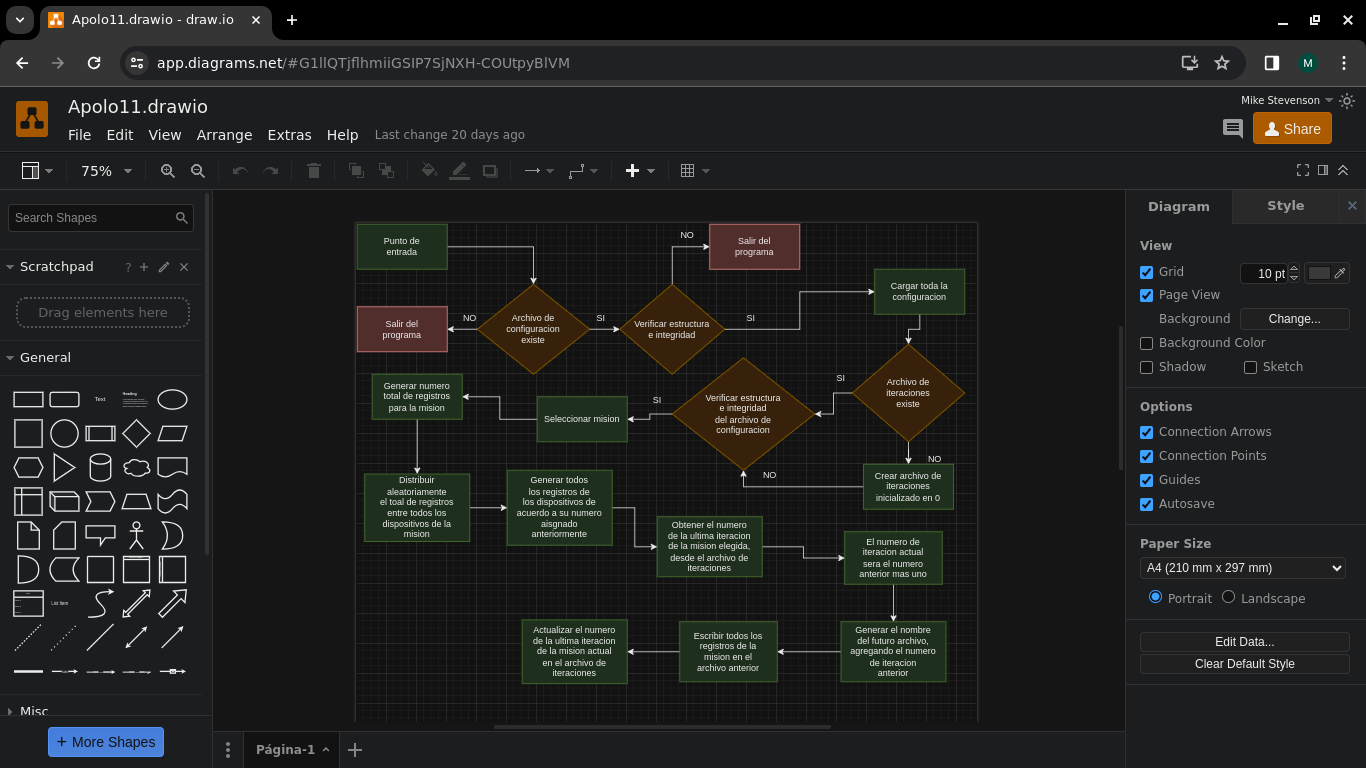 Apolo11.drawio - draw.io
app.diagrams.net/#G1llQTjflhmiiGSIP7SjNXH-COUtpyBlVM
M
Apolo11.drawio
Mike Stevenson
File Edit View Arrange Extras Help Last change 20 days ago
Share
75%
Search Shapes
Scratchpad
?
Drag elements here
General
Text
Heading
List Item
Misc
+ More Shapes
Punto de
entrada
NO
Salir del
programa
Cargar toda la
configuracion
Salir del
programa
NO
Archivo de
configuracion
existe
SI
Verificar estructura
e integridad
SI
Generar numero
total de registros
para la mision
Seleccionar mision
SI
Verificar estructura
e integridad
del archivo de
configuracion
SI
Archivo de
iteraciones
existe
NO
NO
Crear archivo de
iteraciones
inicializado en 0
Distribuir
aleatoriamente
el toal de registros
entre todos los
dispositivos de la
mision
Generar todos
los registros de
los dispositivos de
acuerdo a su numero
aisgnado
anteriormente
Obtener el numero
de la ultima iteracion
de la mision elegida,
desde el archivo de
iteraciones
El numero de
iteracion actual
sera el numero
anterior mas uno
Actualizar el numero
de la ultima iteracion
de la mision actual
en el archivo de
iteraciones
Escribir todos los
registros de la
mision en el
archivo anterior
Generar el nombre
del futuro archivo,
agregando el numero
de iteracion
anterior
Página-1
Diagram Style
View
Grid 10 pt
Page View
Background Change...
Background Color
Shadow Sketch
Options
Connection Arrows
Connection Points
Guides
Autosave
Paper Size
A4 (210 mm x 297 mm)
Portrait Landscape
Edit Data...
Clear Default Style